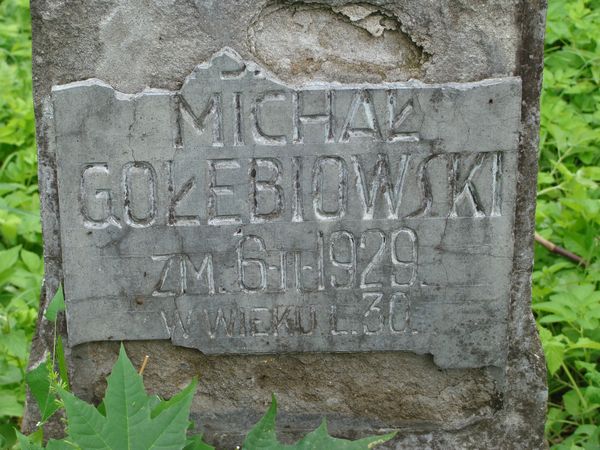 MICHAŁ
GOŁEBIOWSKI
ZM. 6-II-1929.
W WIEKU L. 30.